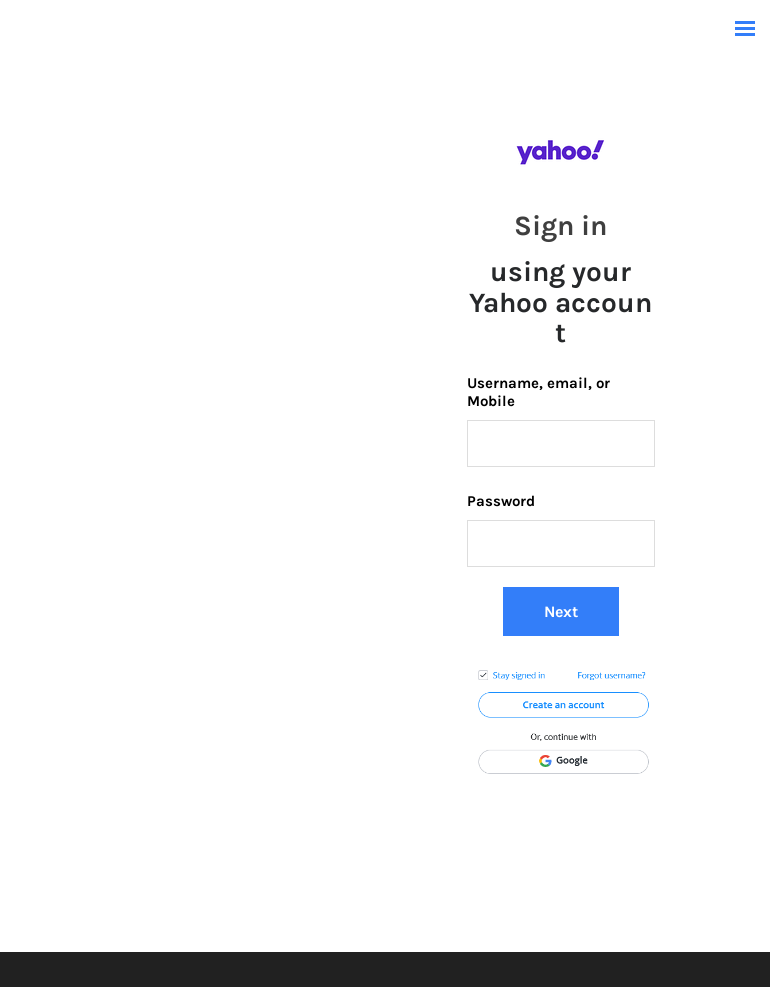 yahoo!
Sign in
using your
Yahoo accoun
t
Username, email, or
Mobile
Password
Next
Stay signed in Forgot username?
Create an account
Or, continue with
Google